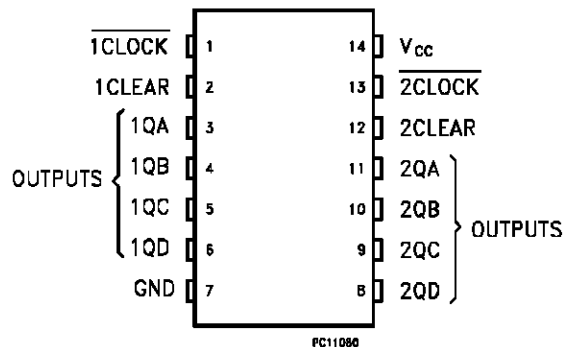 1CLOCK 1 14 Vcc
1CLEAR 2 13 2CLOCK
1QA 3 12 2CLEAR
1QB 4 11 2QA
OUTPUTS
1QC 5 10 2QB
OUTPUTS
1QD 6 9 2QC
GND 7 8 2QD
PC11080